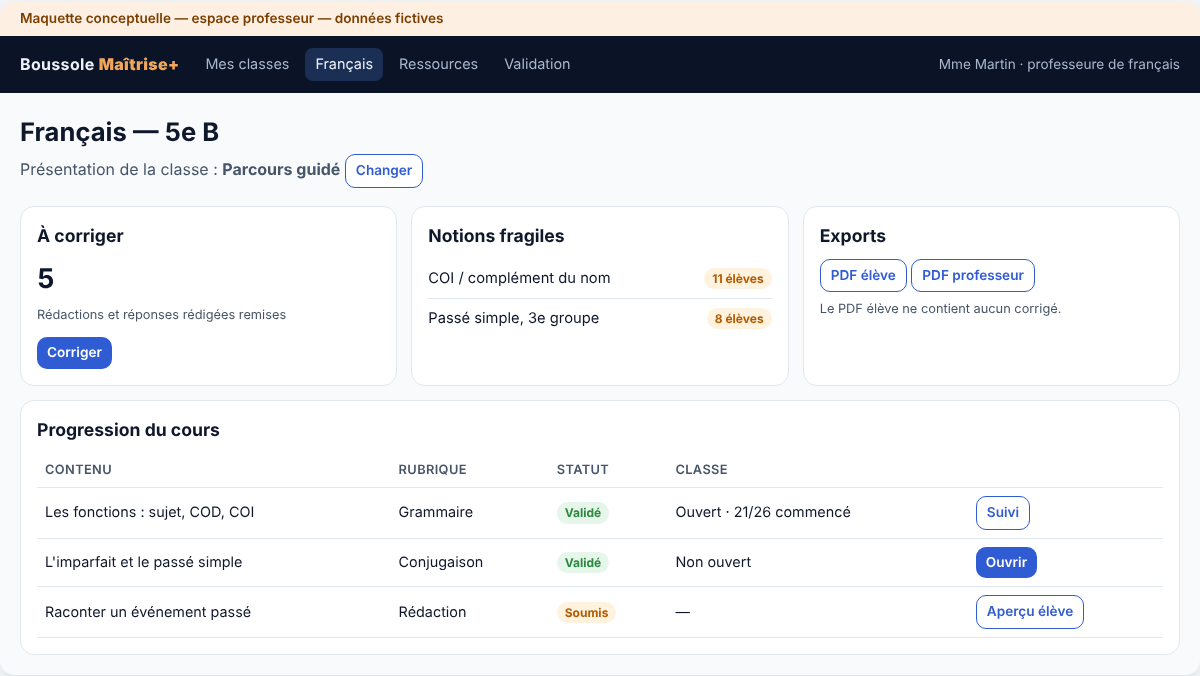 Maquette conceptuelle — espace professeur — données fictives
Boussole Maîtrise+ Mes classes Français Ressources Validation Mme Martin · professeure de français
Français — 5e B
Présentation de la classe : Parcours guidé Changer
À corriger
5
Rédactions et réponses rédigées remises
Corriger
Notions fragiles
COI / complément du nom 11 élèves
Passé simple, 3e groupe 8 élèves
Exports
PDF élève PDF professeur
Le PDF élève ne contient aucun corrigé.
Progression du cours
CONTENU RUBRIQUE STATUT CLASSE
Les fonctions : sujet, COD, COI Grammaire Validé Ouvert · 21/26 commencé Suivi
L'imparfait et le passé simple Conjugaison Validé Non ouvert Ouvrir
Raconter un événement passé Rédaction Soumis — Aperçu élève